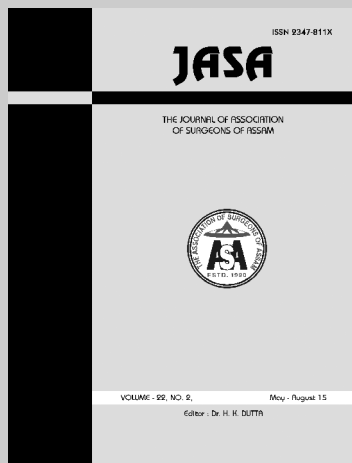 ISSN 2347-811X
JASA
THE JOURNAL OF ASSOCIATION
OF SURGEONS OF ASSAM
THE ASSOCIATION OF SURGEONS OF ASSAM
ASA
ESTD. 1990
VOLUME - 22, NO. 2, May - August 15
Editor : Dr. H. K. DUTTA